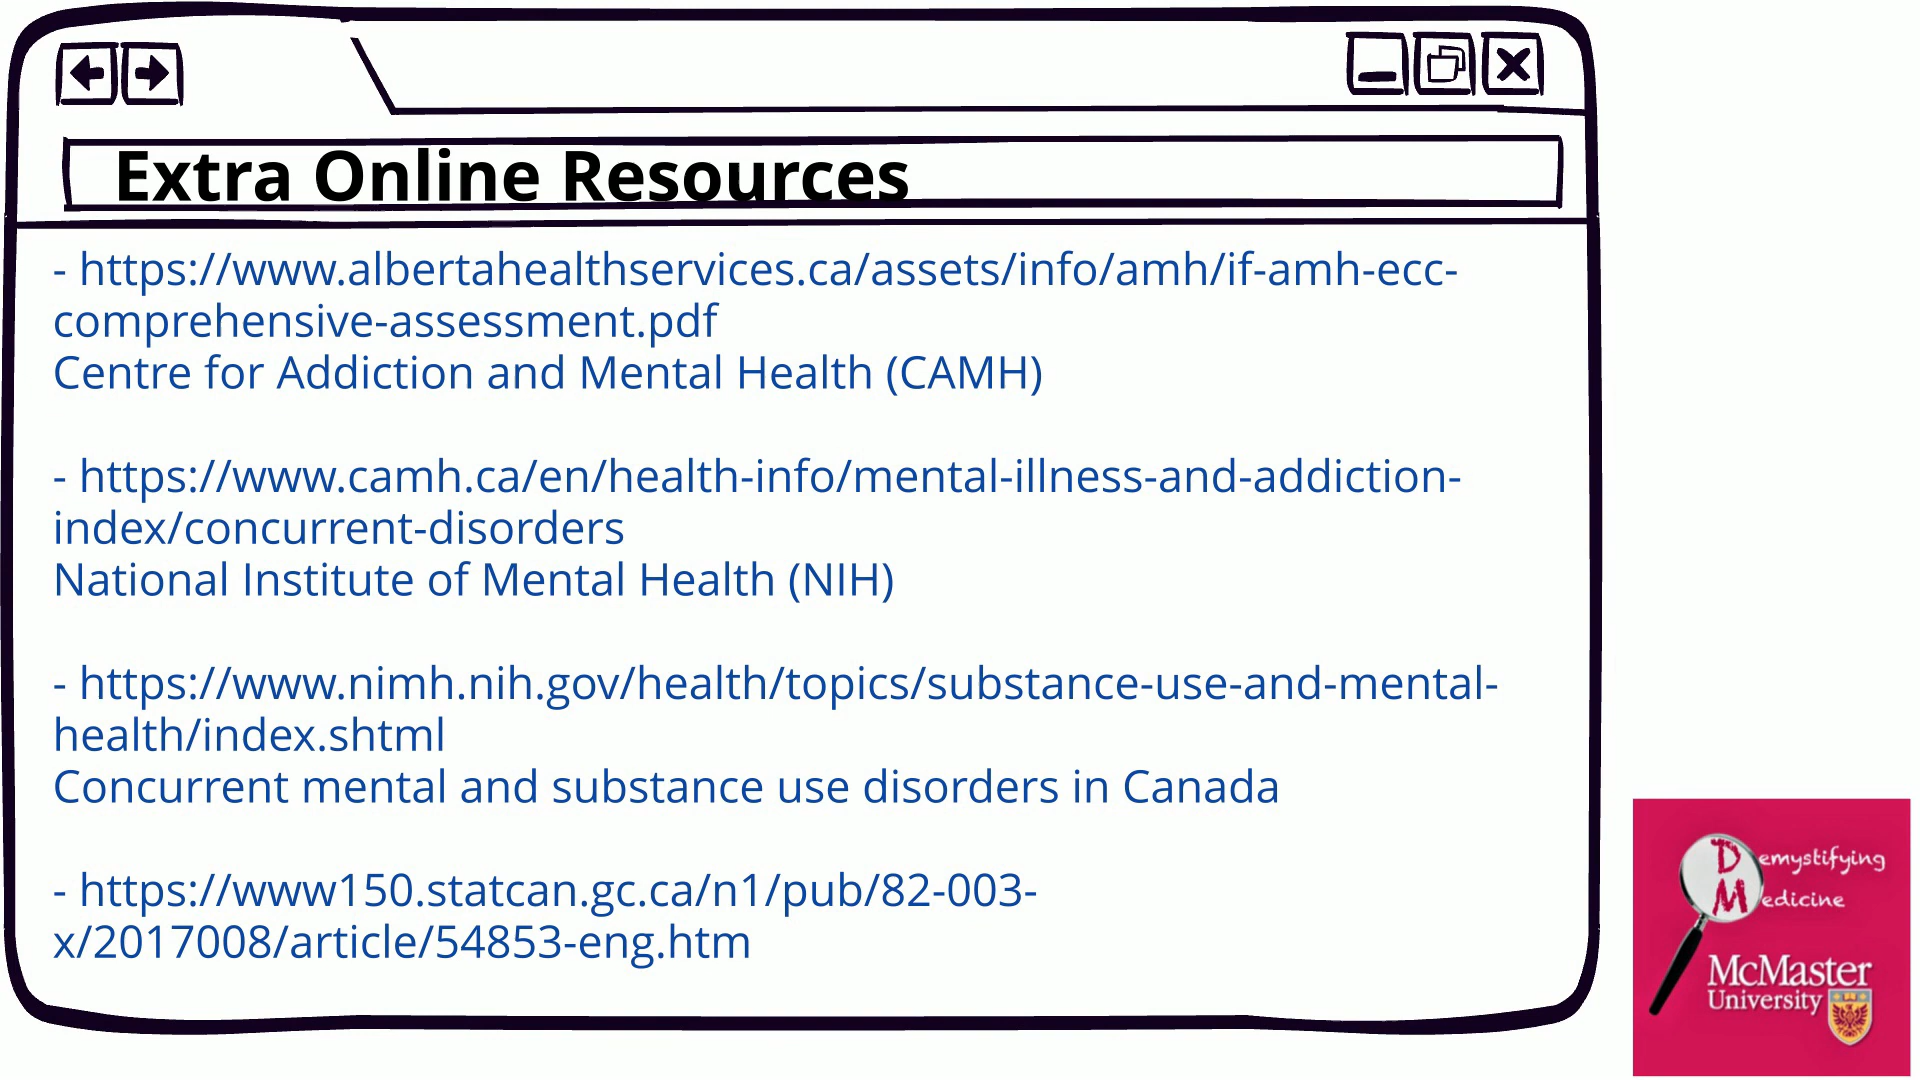 Extra Online Resources
- https://www.albertahealthservices.ca/assets/info/amh/if-amh-ecc-
comprehensive-assessment.pdf
Centre for Addiction and Mental Health (CAMH)
- https://www.camh.ca/en/health-info/mental-illness-and-addiction-
index/concurrent-disorders
National Institute of Mental Health (NIH)
- https://www.nimh.nih.gov/health/topics/substance-use-and-mental-
health/index.shtml
Concurrent mental and substance use disorders in Canada
- https://www150.statcan.gc.ca/n1/pub/82-003-
x/2017008/article/54853-eng.htm
Demystifying
Medicine
McMaster
University